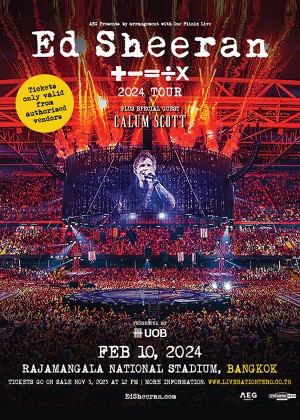 AEG Presents by arrangement with One Fiinix Live
Ed Sheeran
+-=÷x
2024 TOUR
PLUS SPECIAL GUEST
CALUM SCOTT
Tickets
only valid
from
authorised
vendors
PRESENTED BY
UOB
FEB 10, 2024
RAJAMANGALA NATIONAL STADIUM, BANGKOK
TICKETS GO ON SALE NOV 3, 2023 AT 12 PM | MORE INFORMATION: WWW.LIVENATIONTERO.CO.TH
EdSheeran.com
AEG